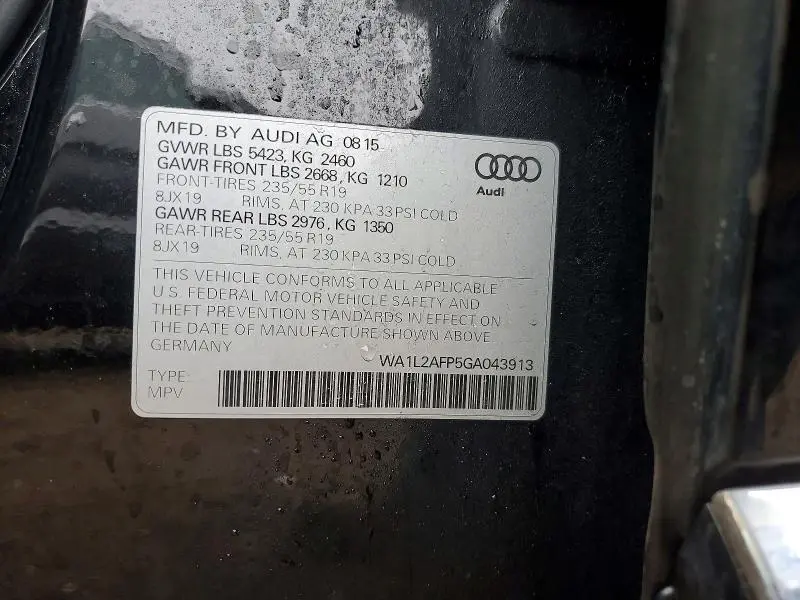 MFD. BY AUDI AG 08 15
GVWR LBS 5423, KG 2460
GAWR FRONT LBS 2668, KG 1210
FRONT-TIRES 235/55 R19
8JX19 RIMS, AT 230 KPA 33 PSI COLD
GAWR REAR LBS 2976, KG 1350
REAR-TIRES 235/55 R19
8JX19 RIMS, AT 230 KPA 33 PSI COLD
Audi
THIS VEHICLE CONFORMS TO ALL APPLICABLE
U.S. FEDERAL MOTOR VEHICLE SAFETY AND
THEFT PREVENTION STANDARDS IN EFFECT ON
THE DATE OF MANUFACTURE SHOWN ABOVE.
GERMANY
WA1L2AFP5GA043913
TYPE:
MPV